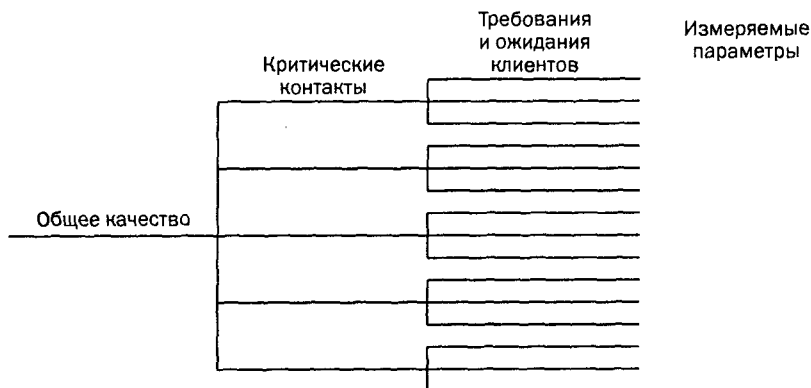 Требования
и ожидания
клиентов
Измеряемые
параметры
Критические
контакты
Общее качество